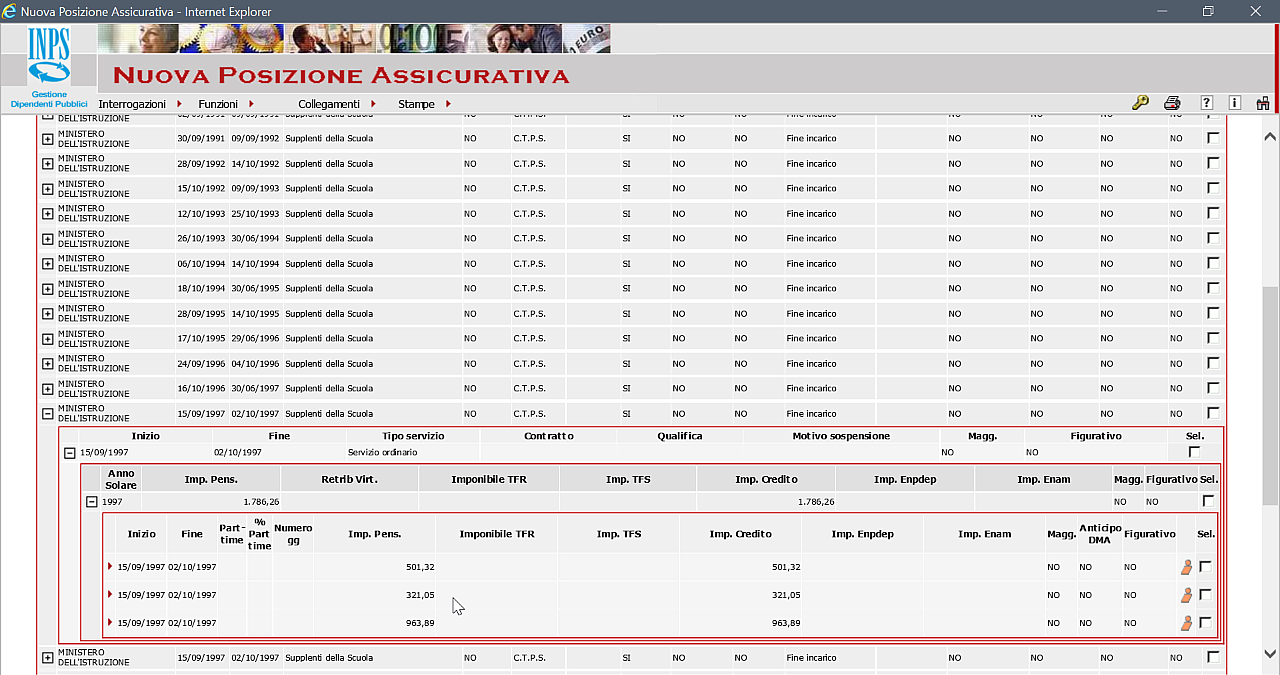 Nuova Posizione Assicurativa - Internet Explorer
INPS
Gestione
Dipendenti Pubblici
EURO
NUOVA POSIZIONE ASSICURATIVA
Interrogazioni Funzioni Collegamenti Stampe
DELL'ISTRUZIONE
MINISTERO DELL'ISTRUZIONE 30/09/1991 09/09/1992 Supplenti della Scuola NO C.T.P.S. SI NO NO Fine incarico NO NO NO NO
MINISTERO DELL'ISTRUZIONE 28/09/1992 14/10/1992 Supplenti della Scuola NO C.T.P.S. SI NO NO Fine incarico NO NO NO NO
MINISTERO DELL'ISTRUZIONE 15/10/1992 09/09/1993 Supplenti della Scuola NO C.T.P.S. SI NO NO Fine incarico NO NO NO NO
MINISTERO DELL'ISTRUZIONE 12/10/1993 25/10/1993 Supplenti della Scuola NO C.T.P.S. SI NO NO Fine incarico NO NO NO NO
MINISTERO DELL'ISTRUZIONE 26/10/1993 30/06/1994 Supplenti della Scuola NO C.T.P.S. SI NO NO Fine incarico NO NO NO NO
MINISTERO DELL'ISTRUZIONE 06/10/1994 14/10/1994 Supplenti della Scuola NO C.T.P.S. SI NO NO Fine incarico NO NO NO NO
MINISTERO DELL'ISTRUZIONE 18/10/1994 30/06/1995 Supplenti della Scuola NO C.T.P.S. SI NO NO Fine incarico NO NO NO NO
MINISTERO DELL'ISTRUZIONE 28/09/1995 14/10/1995 Supplenti della Scuola NO C.T.P.S. SI NO NO Fine incarico NO NO NO NO
MINISTERO DELL'ISTRUZIONE 17/10/1995 29/06/1996 Supplenti della Scuola NO C.T.P.S. SI NO NO Fine incarico NO NO NO NO
MINISTERO DELL'ISTRUZIONE 24/09/1996 04/10/1996 Supplenti della Scuola NO C.T.P.S. SI NO NO Fine incarico NO NO NO NO
MINISTERO DELL'ISTRUZIONE 16/10/1996 30/06/1997 Supplenti della Scuola NO C.T.P.S. SI NO NO Fine incarico NO NO NO NO
MINISTERO DELL'ISTRUZIONE 15/09/1997 02/10/1997 Supplenti della Scuola NO C.T.P.S. SI NO NO Fine incarico NO NO NO NO
Inizio Fine Tipo servizio Contratto Qualifica Motivo sospensione Magg. Figurativo Sel.
15/09/1997 02/10/1997 Servizio ordinario NO NO
Anno Solare Imp. Pens. Retrib Virt. Imponibile TFR Imp. TFS Imp. Credito Imp. Enpdep Imp. Enam Magg. Figurativo Sel.
1997 1.786,26 1.786,26 NO NO
Inizio Fine Part-time % Part time Numero gg Imp. Pens. Imponibile TFR Imp. TFS Imp. Credito Imp. Enpdep Imp. Enam Magg. Anticipo DMA Figurativo Sel.
15/09/1997 02/10/1997 501,32 501,32 NO NO NO
15/09/1997 02/10/1997 321,05 321,05 NO NO NO
15/09/1997 02/10/1997 963,89 963,89 NO NO NO
MINISTERO DELL'ISTRUZIONE 15/09/1997 02/10/1997 Supplenti della Scuola NO C.T.P.S. SI NO NO Fine incarico NO NO NO NO